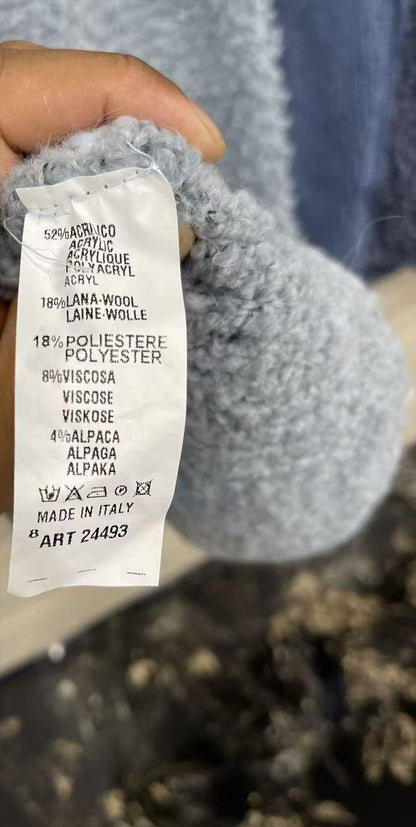 52%ACRILICO
ACRYLIC
ACRYLIQUE
POLYACRYL
ACRYL
18%LANA-WOOL
LAINE-WOLLE
18%POLIESTERE
POLYESTER
8%VISCOSA
VISCOSE
VISKOSE
4%ALPACA
ALPAGA
ALPAKA
MADE IN ITALY
8 ART 24493